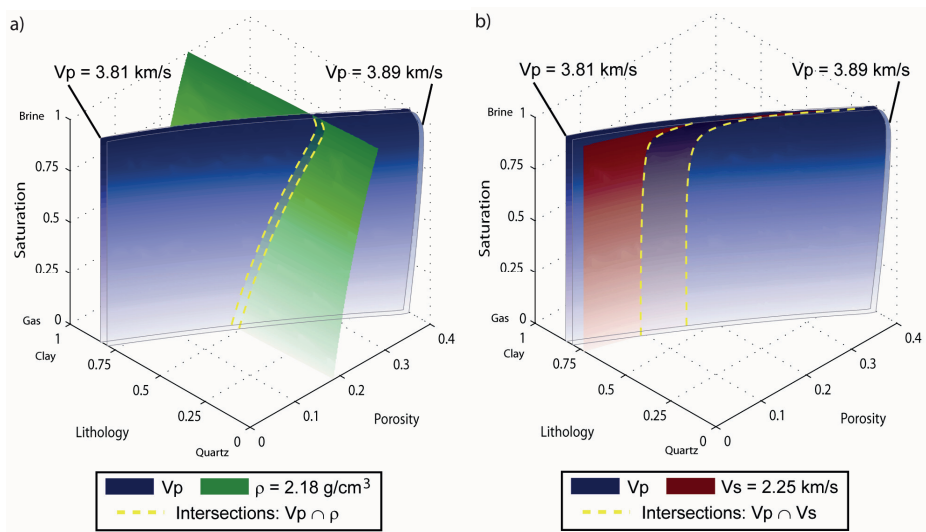 a)
Vp = 3.81 km/s
Vp = 3.89 km/s
Brine
1
0.75
0.5
0.25
0
Gas
Saturation
1
Clay
0.75
0.5
0.25
0
Lithology
Quartz
0
0.1
0.2
0.3
0.4
Porosity
Vp
ρ = 2.18 g/cm³
Intersections: Vp ∩ ρ
b)
Vp = 3.81 km/s
Vp = 3.89 km/s
Brine
1
0.75
0.5
0.25
0
Gas
Saturation
1
Clay
0.75
0.5
0.25
0
Lithology
Quartz
0
0.1
0.2
0.3
0.4
Porosity
Vp
Vs = 2.25 km/s
Intersections: Vp ∩ Vs